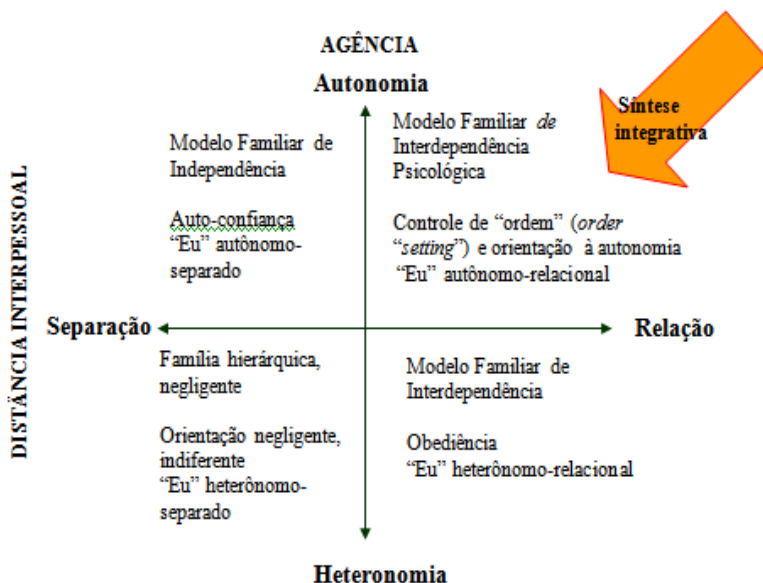 AGÊNCIA
Autonomia
Síntese
integrativa
Modelo Familiar de
Independência
Auto-confiança
“Eu” autônomo-
separado
Modelo Familiar de
Interdependência
Psicológica
Controle de “ordem” (order
“setting”) e orientação à autonomia
“Eu” autônomo-relacional
DISTÂNCIA INTERPESSOAL
Separação
Relação
Família hierárquica,
negligente
Orientação negligente,
indiferente
“Eu” heterônomo-
separado
Modelo Familiar de
Interdependência
Obediência
“Eu” heterônomo-relacional
Heteronomia